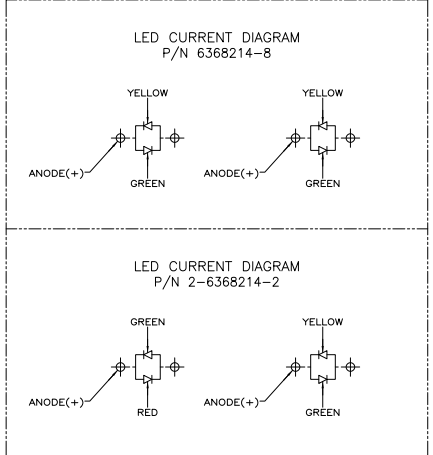 LED CURRENT DIAGRAM
P/N 6368214-8
YELLOW
YELLOW
ANODE(+)
GREEN
ANODE(+)
GREEN
LED CURRENT DIAGRAM
P/N 2-6368214-2
GREEN
YELLOW
ANODE(+)
RED
ANODE(+)
GREEN